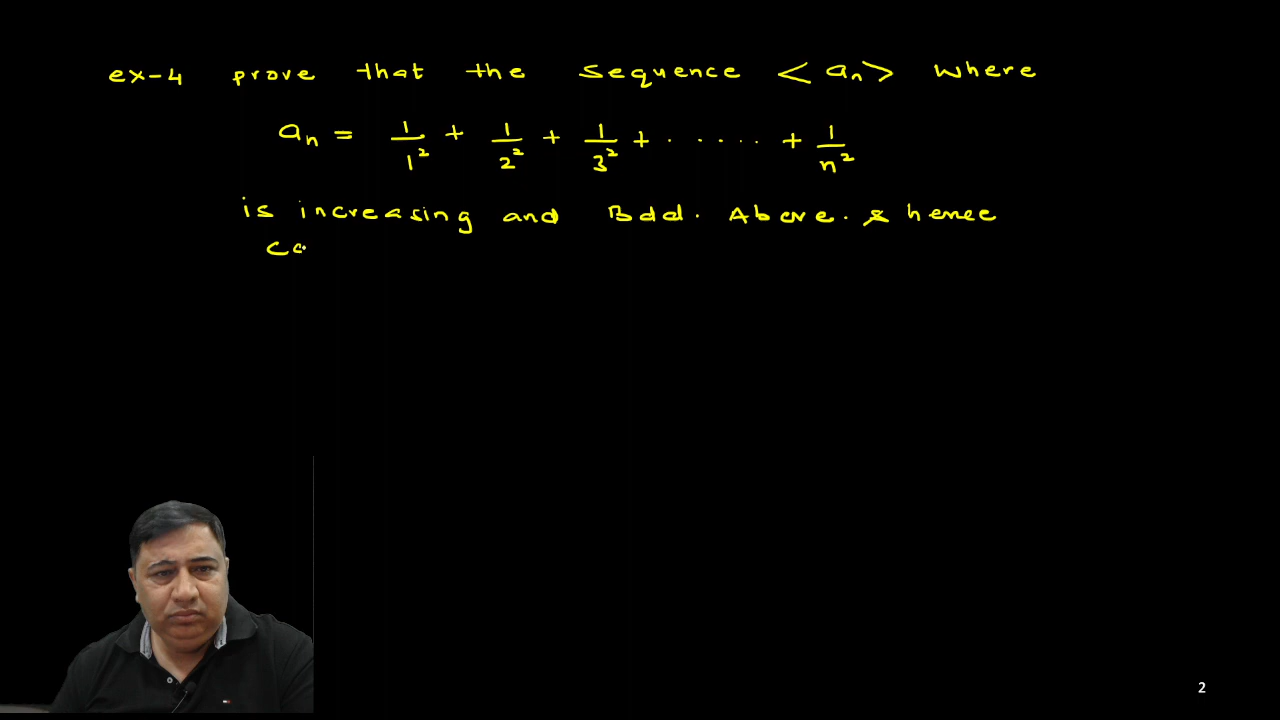 ex-4 prove that the sequence < aₙ > where
aₙ = 1/1² + 1/2² + 1/3² + ..... + 1/n²
is increasing and Bdd. Above. & hence
co
2